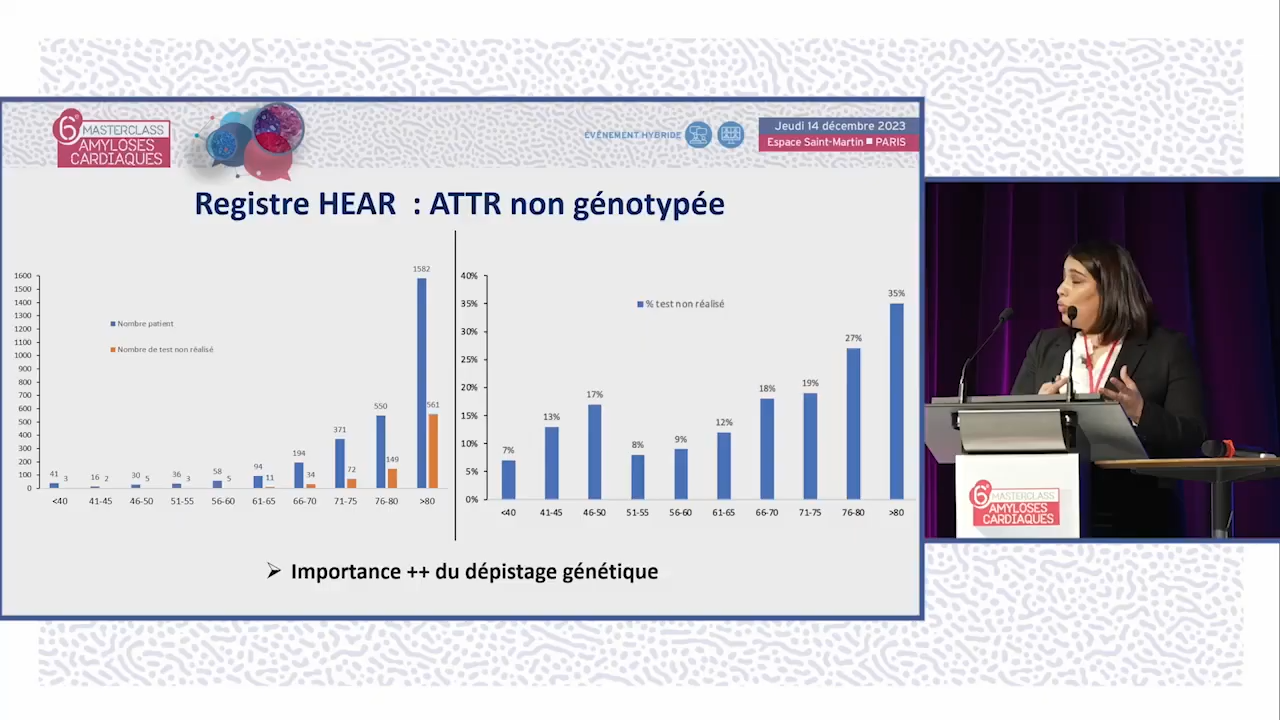 6e
MASTERCLASS
AMYLOSES
CARDIAQUES
ÉVÉNEMENT HYBRIDE
Jeudi 14 décembre 2023
Espace Saint-Martin ■ PARIS
Registre HEAR : ATTR non génotypée
1600
1500
1400
1300
1200
1100
1000
900
800
700
600
500
400
300
200
100
0
Nombre patient
Nombre de test non réalisé
41 3 16 2 30 5 36 3 58 5 94 11 194 34 371 72 550 149 1582 561
<40 41-45 46-50 51-55 56-60 61-65 66-70 71-75 76-80 >80
40%
35%
30%
25%
20%
15%
10%
5%
0%
% test non réalisé
7% 13% 17% 8% 9% 12% 18% 19% 27% 35%
<40 41-45 46-50 51-55 56-60 61-65 66-70 71-75 76-80 >80
➢ Importance ++ du dépistage génétique
6e
MASTERCLASS
AMYLOSES
CARDIAQUES